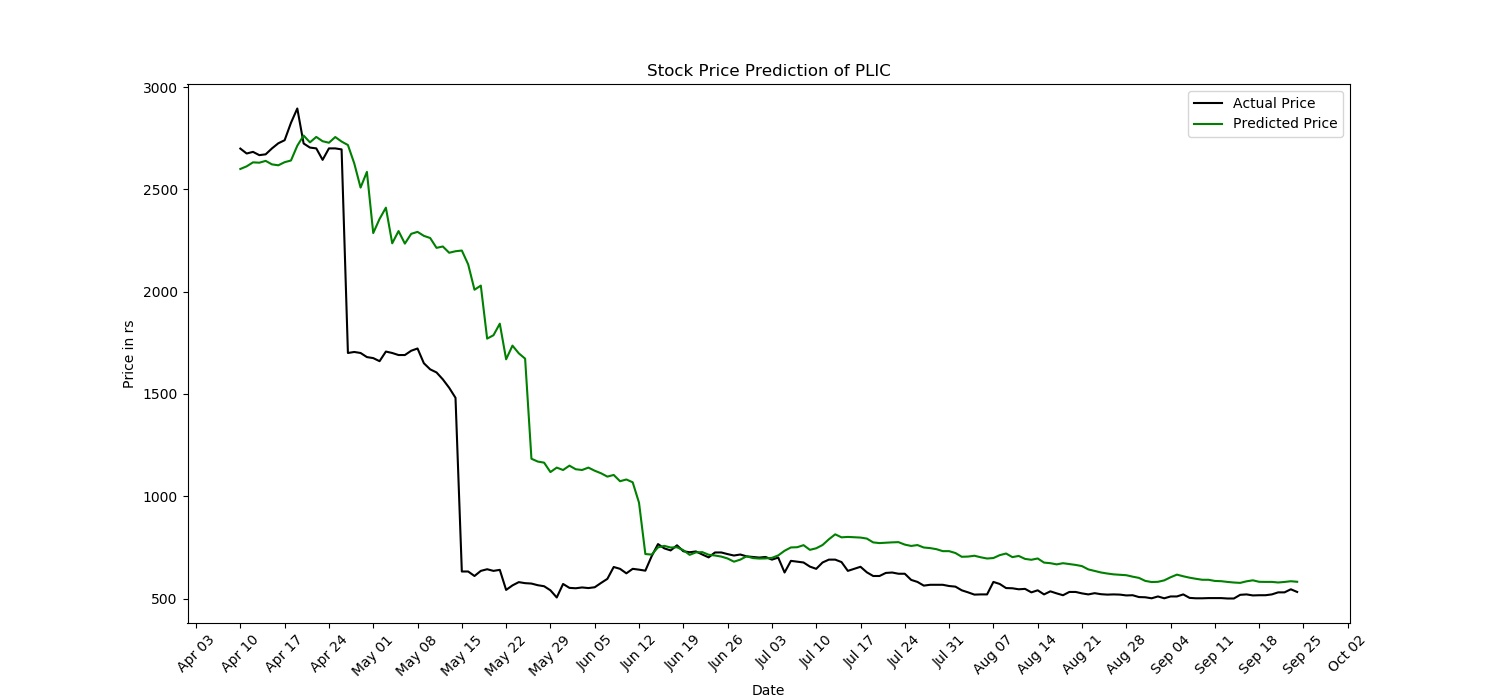 Stock Price Prediction of PLIC
Actual Price
Predicted Price
Price in rs
3000
2500
2000
1500
1000
500
Apr 03
Apr 10
Apr 17
Apr 24
May 01
May 08
May 15
May 22
May 29
Jun 05
Jun 12
Jun 19
Jun 26
Jul 03
Jul 10
Jul 17
Jul 24
Jul 31
Aug 07
Aug 14
Aug 21
Aug 28
Sep 04
Sep 11
Sep 18
Sep 25
Oct 02
Date